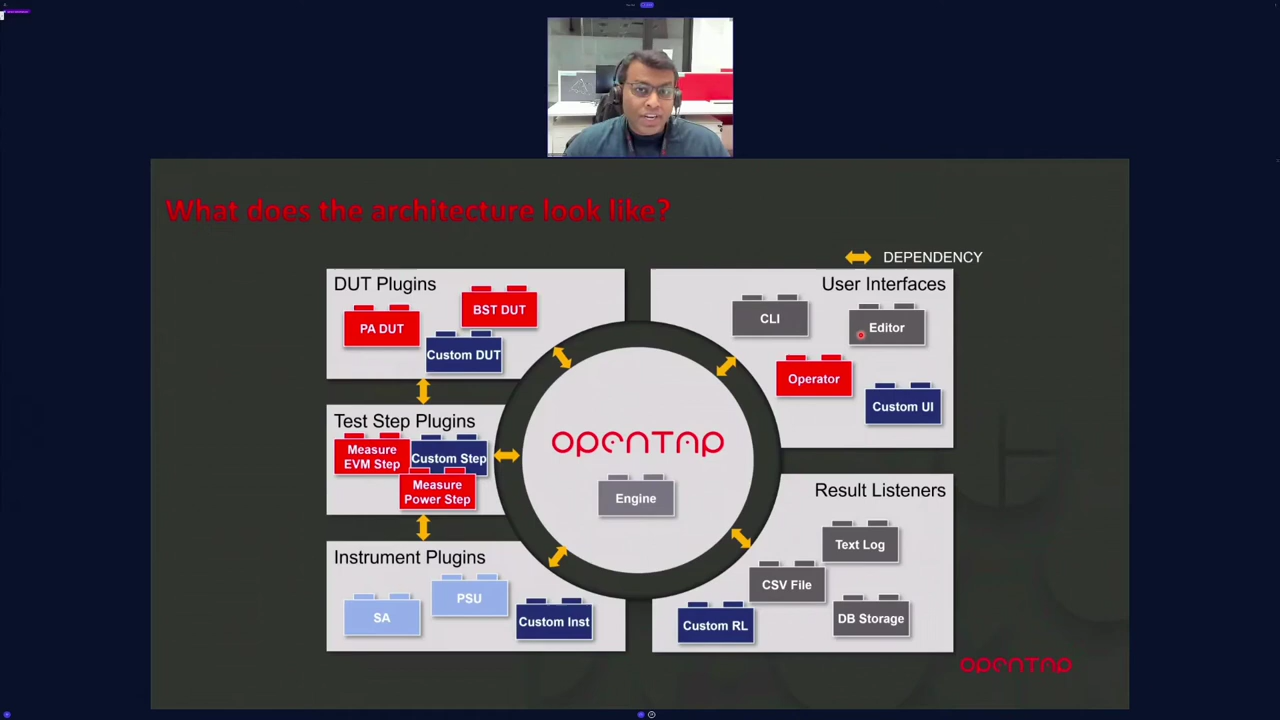 What does the architecture look like?
DEPENDENCY
DUT Plugins
PA DUT
BST DUT
Custom DUT
Test Step Plugins
Measure
EVM Step
Custom Step
Measure
Power Step
Instrument Plugins
SA
PSU
Custom Inst
OPENTAP
Engine
User Interfaces
CLI
Editor
Operator
Custom UI
Result Listeners
Text Log
CSV File
Custom RL
DB Storage
OPENTAP